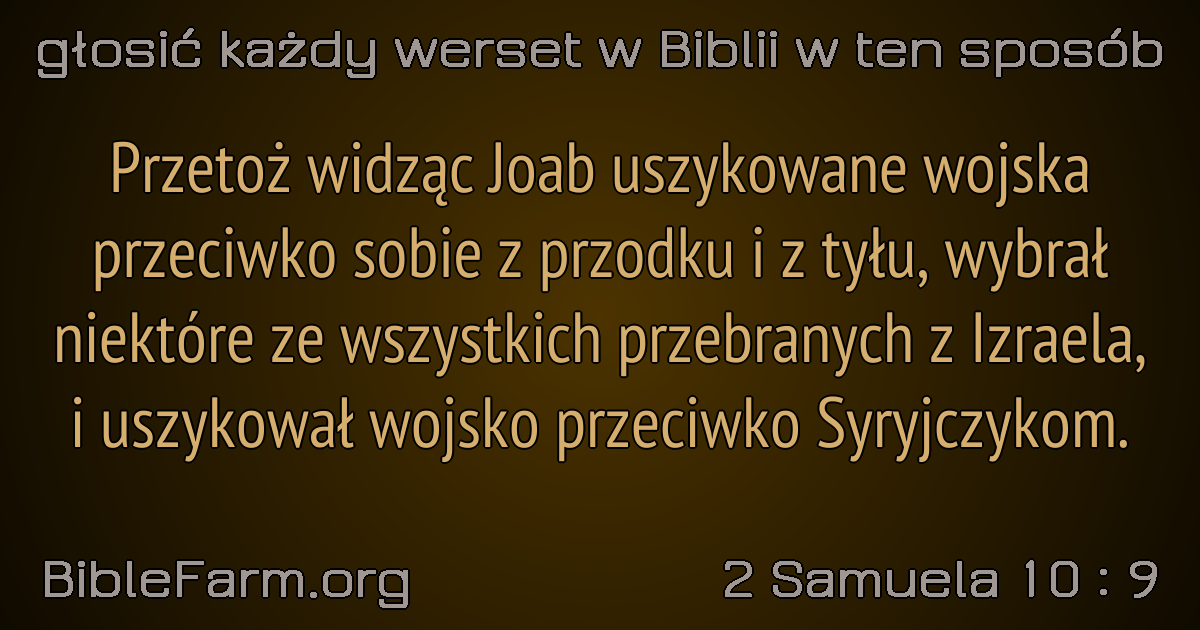 głosić każdy werset w Biblii w ten sposób
Przetoż widząc Joab uszykowane wojska
przeciwko sobie z przodku i z tyłu, wybrał
niektóre ze wszystkich przebranych z Izraela,
i uszykował wojsko przeciwko Syryjczykom.
BibleFarm.org
2 Samuela 10 : 9